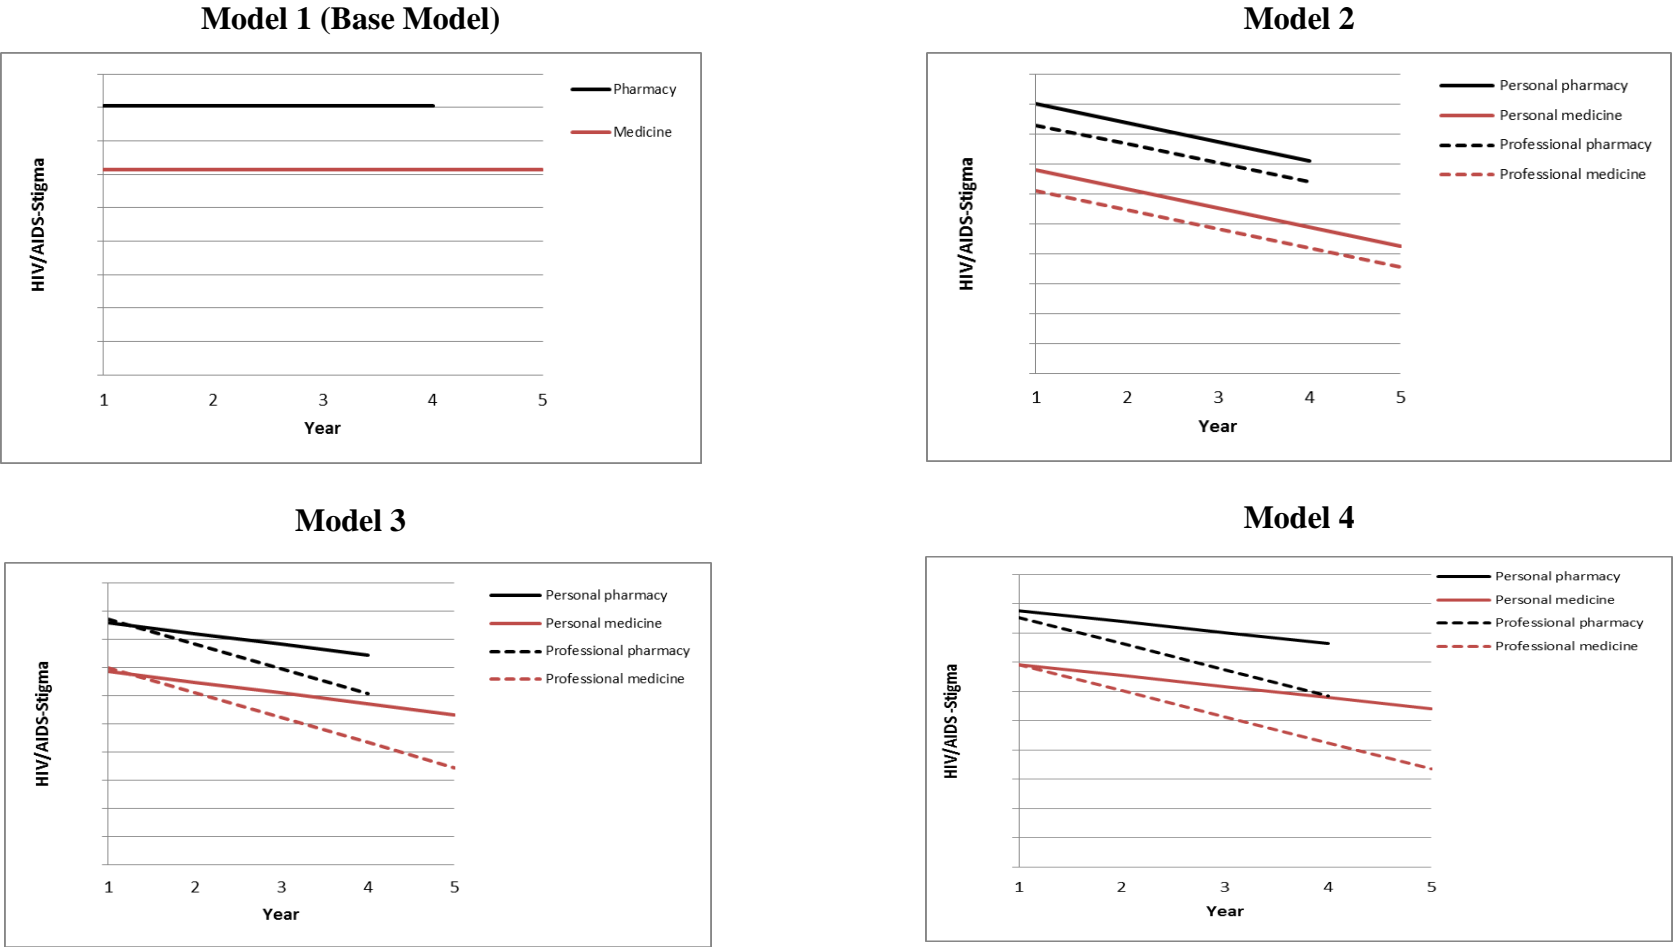 Model 1 (Base Model)
Pharmacy
Medicine
HIV/AIDS-Stigma
1 2 3 4 5
Year
Model 2
Personal pharmacy
Personal medicine
Professional pharmacy
Professional medicine
HIV/AIDS-Stigma
1 2 3 4 5
Year
Model 3
Personal pharmacy
Personal medicine
Professional pharmacy
Professional medicine
HIV/AIDS-Stigma
1 2 3 4 5
Year
Model 4
Personal pharmacy
Personal medicine
Professional pharmacy
Professional medicine
HIV/AIDS -Stigma
1 2 3 4 5
Year